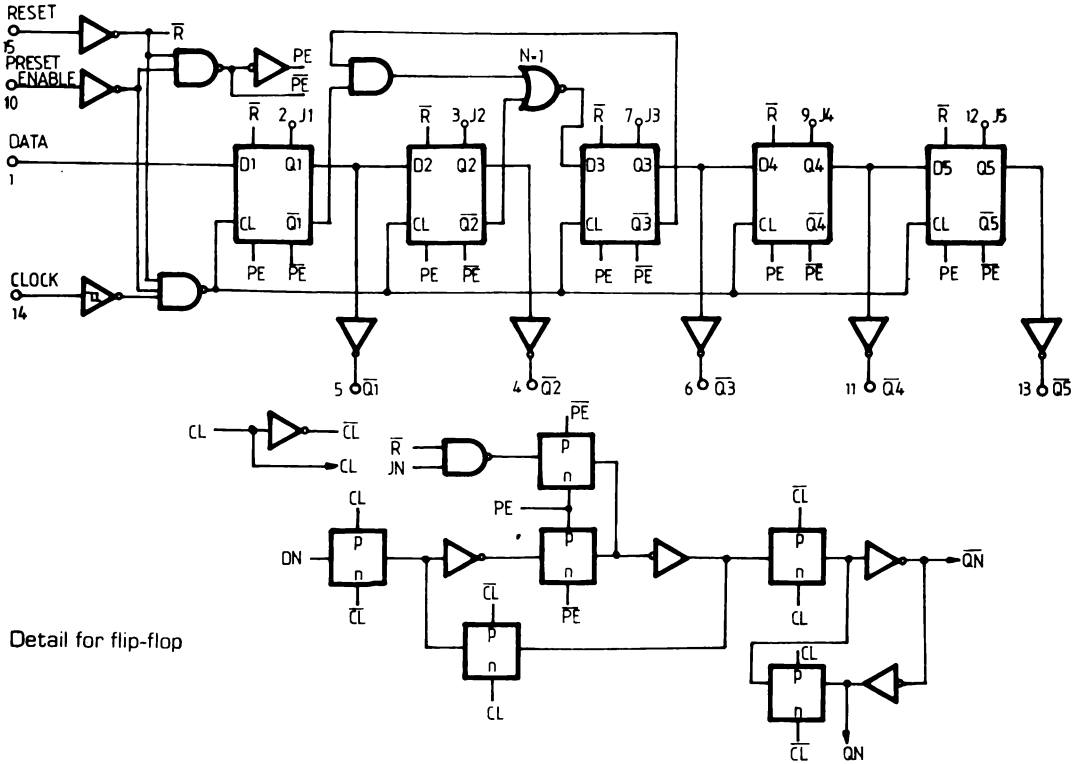 RESET
15
R̅
PRESET
ENABLE
10
PE
P̅E̅
N-1
DATA
1
R̅ 2 J1
D1 Q1
CL Q̅1̅
PE P̅E̅
R̅ 3 J2
D2 Q2
CL Q̅2̅
PE P̅E̅
R̅ 7 J3
D3 Q3
CL Q̅3̅
PE P̅E̅
R̅ 9 J4
D4 Q4
CL Q̅4̅
PE P̅E̅
R̅ 12 J5
D5 Q5
CL Q̅5̅
PE P̅E̅
CLOCK
14
5 Q̅1̅
4 Q̅2̅
6 Q̅3̅
11 Q̅4̅
13 Q̅5̅
CL C̅L̅
CL
R̅
JN
P̅E̅
p
n
PE
CL
DN
p
n
C̅L̅
p
n
P̅E̅
C̅L̅
p
n
CL
C̅L̅
p
n
CL
Q̅N̅
CL
p
n
C̅L̅
QN
Detail for flip-flop